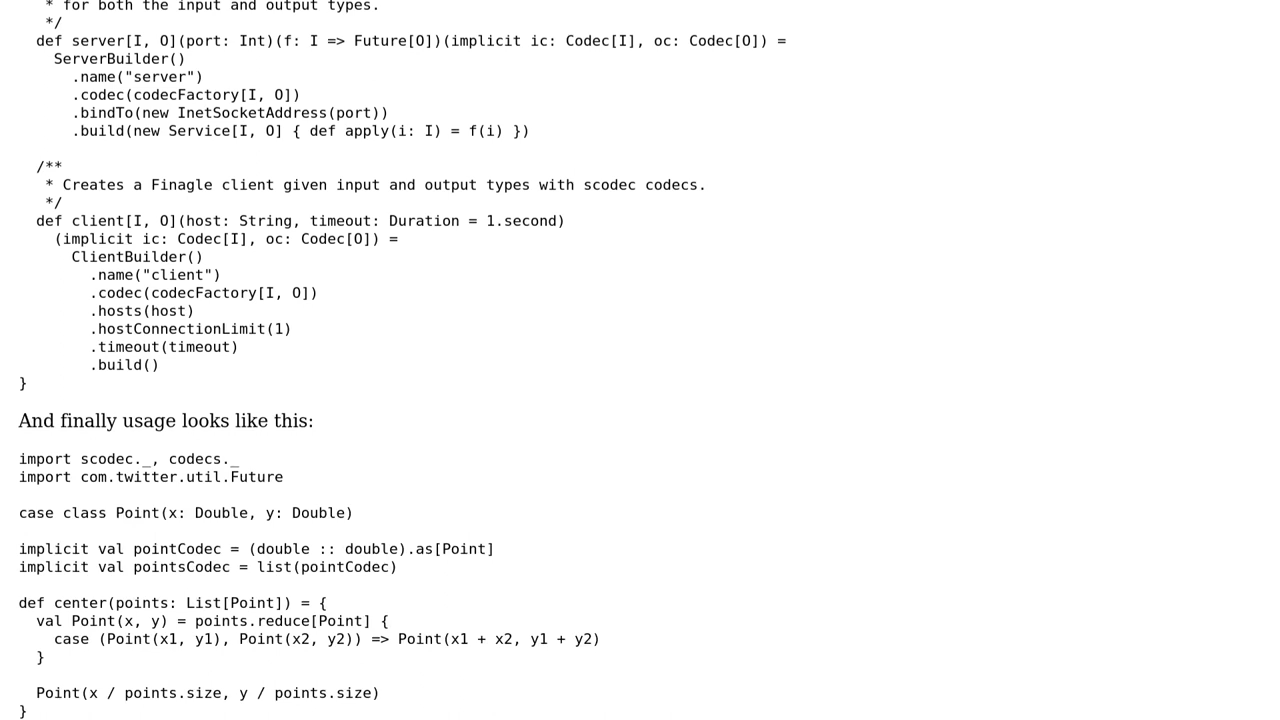 * for both the input and output types.
   */
  def server[I, O](port: Int)(f: I => Future[O])(implicit ic: Codec[I], oc: Codec[O]) =
    ServerBuilder()
      .name("server")
      .codec(codecFactory[I, O])
      .bindTo(new InetSocketAddress(port))
      .build(new Service[I, O] { def apply(i: I) = f(i) })

  /**
   * Creates a Finagle client given input and output types with scodec codecs.
   */
  def client[I, O](host: String, timeout: Duration = 1.second)
    (implicit ic: Codec[I], oc: Codec[O]) =
      ClientBuilder()
        .name("client")
        .codec(codecFactory[I, O])
        .hosts(host)
        .hostConnectionLimit(1)
        .timeout(timeout)
        .build()
}
And finally usage looks like this:
import scodec._, codecs._
import com.twitter.util.Future

case class Point(x: Double, y: Double)

implicit val pointCodec = (double :: double).as[Point]
implicit val pointsCodec = list(pointCodec)

def center(points: List[Point]) = {
  val Point(x, y) = points.reduce[Point] {
    case (Point(x1, y1), Point(x2, y2)) => Point(x1 + x2, y1 + y2)
  }

  Point(x / points.size, y / points.size)
}